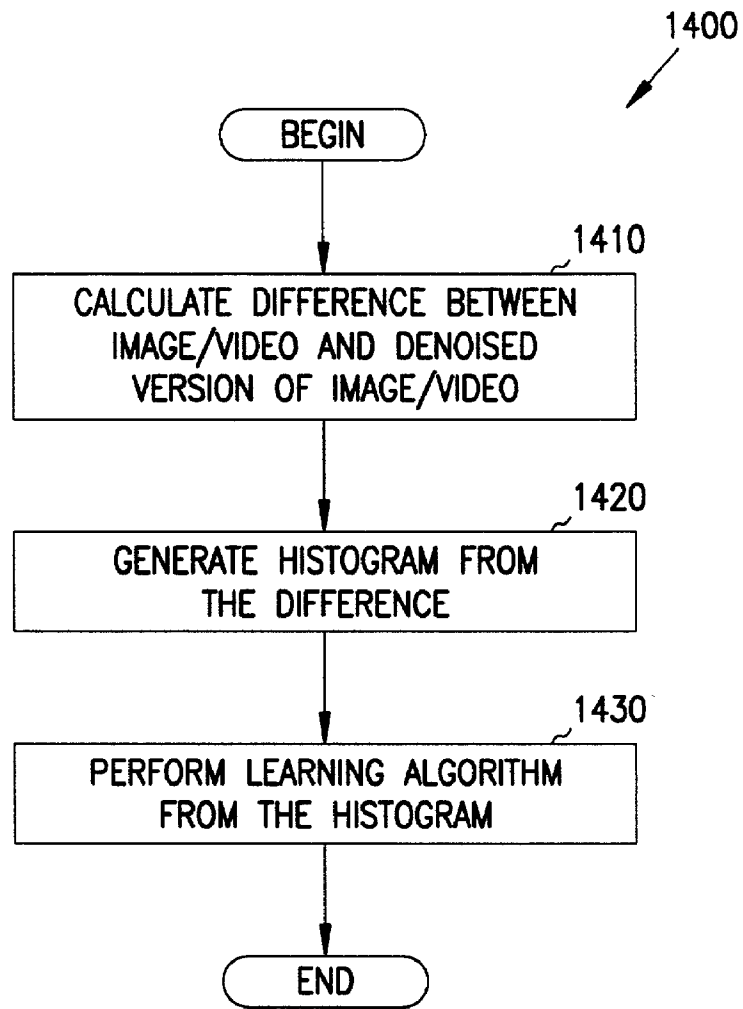 1400
BEGIN
1410
CALCULATE DIFFERENCE BETWEEN
IMAGE/VIDEO AND DENOISED
VERSION OF IMAGE/VIDEO
1420
GENERATE HISTOGRAM FROM
THE DIFFERENCE
1430
PERFORM LEARNING ALGORITHM
FROM THE HISTOGRAM
END